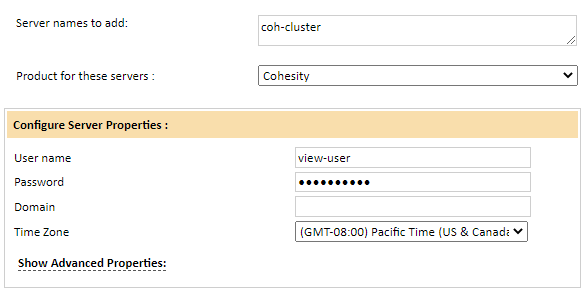 Server names to add:
coh-cluster
Product for these servers :
Cohesity
Configure Server Properties :
User name
view-user
Password
●●●●●●●●●●
Domain
Time Zone
(GMT-08:00) Pacific Time (US & Canada
Show Advanced Properties: